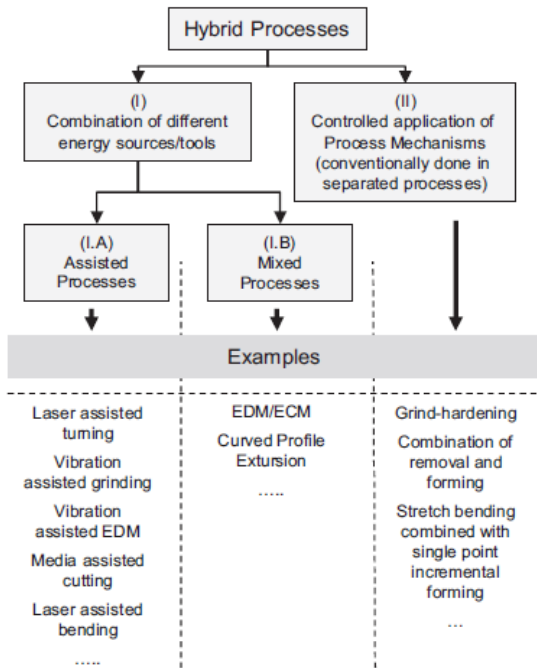 Hybrid Processes
(I)
Combination of different
energy sources/tools
(II)
Controlled application of
Process Mechanisms
(conventionally done in
separated processes)
(I.A)
Assisted
Processes
(I.B)
Mixed
Processes
Examples
Laser assisted
turning
Vibration
assisted grinding
Vibration
assisted EDM
Media assisted
cutting
Laser assisted
bending
.....
EDM/ECM
Curved Profile
Extursion
.....
Grind-hardening
Combination of
removal and
forming
Stretch bending
combined with
single point
incremental
forming
...